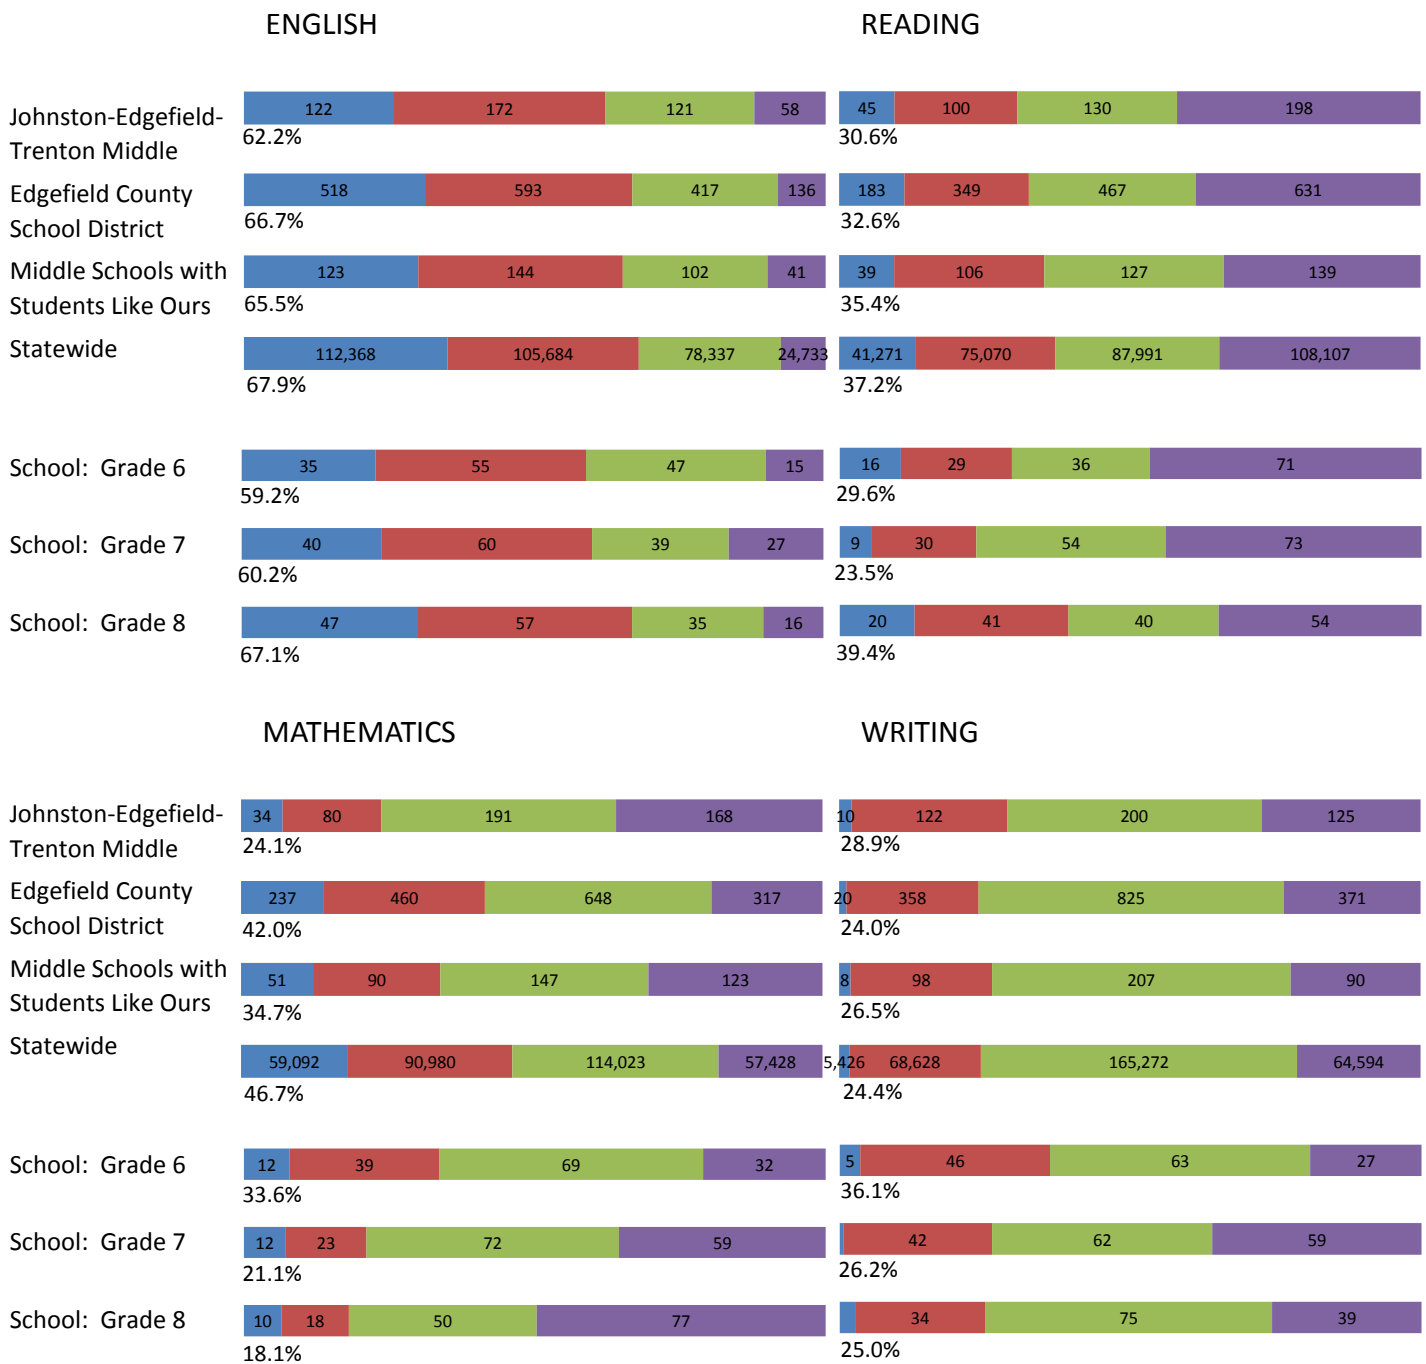 ENGLISH READING
122 172 121 58 45 100 130 198
Johnston-Edgefield-
62.2% 30.6%
Trenton Middle
518 593 417 136 183 349 467 631
Edgefield County
66.7% 32.6%
School District
Middle Schools with
123 144 102 41 39 106 127 139
Students Like Ours
65.5% 35.4%
Statewide
112,368 105,684 78,337 24,733 41,271 75,070 87,991 108,107
67.9% 37.2%
School: Grade 6 35 55 47 15 16 29 36 71
59.2% 29.6%
School: Grade 7 40 60 39 27 9 30 54 73
60.2% 23.5%
School: Grade 8 47 57 35 16 20 41 40 54
67.1% 39.4%
MATHEMATICS WRITING
Johnston-Edgefield- 34 80 191 168 10 122 200 125
Trenton Middle 24.1% 28.9%
Edgefield County 237 460 648 317 20 358 825 371
School District 42.0% 24.0%
Middle Schools with 51 90 147 123 8 98 207 90
Students Like Ours 34.7% 26.5%
Statewide
59,092 90,980 114,023 57,428 5,426 68,628 165,272 64,594
46.7% 24.4%
School: Grade 6 12 39 69 32 5 46 63 27
33.6% 36.1%
School: Grade 7 12 23 72 59 42 62 59
21.1% 26.2%
School: Grade 8 10 18 50 77 34 75 39
18.1% 25.0%